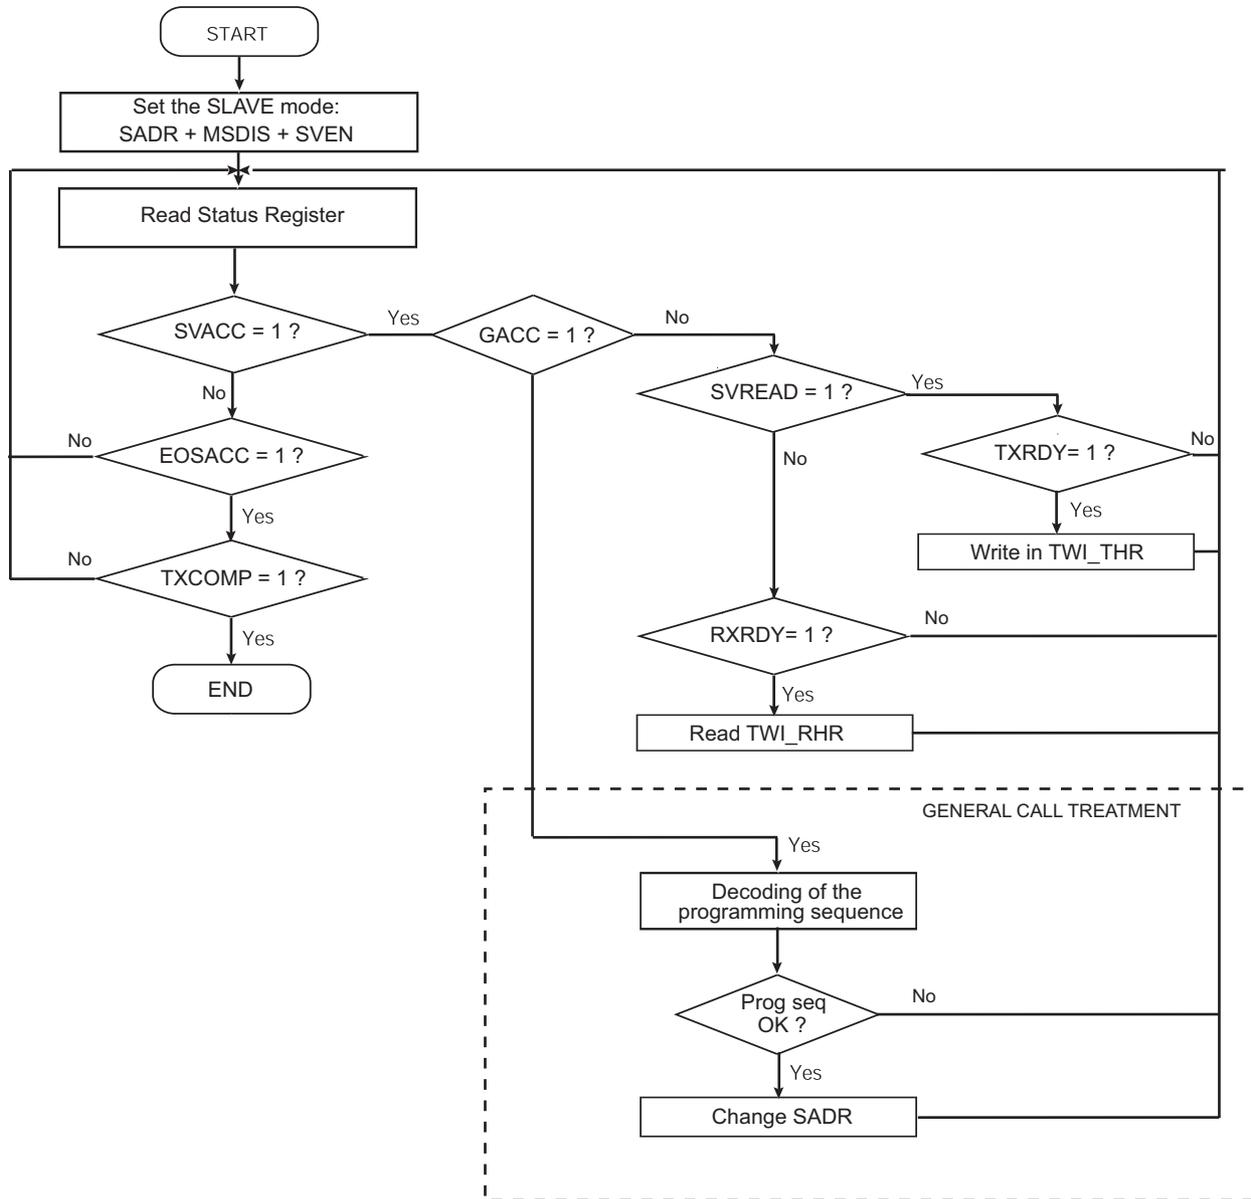 START
Set the SLAVE mode:
SADR + MSDIS + SVEN
Read Status Register
SVACC = 1 ?
Yes
GACC = 1 ?
No
SVREAD = 1 ?
Yes
No
EOSACC = 1 ?
No
TXRDY= 1 ?
No
No
Yes
Yes
Write in TWI_THR
No
TXCOMP = 1 ?
RXRDY= 1 ?
No
Yes
END
Yes
Read TWI_RHR
GENERAL CALL TREATMENT
Yes
Decoding of the
programming sequence
Prog seq
OK ?
No
Yes
Change SADR